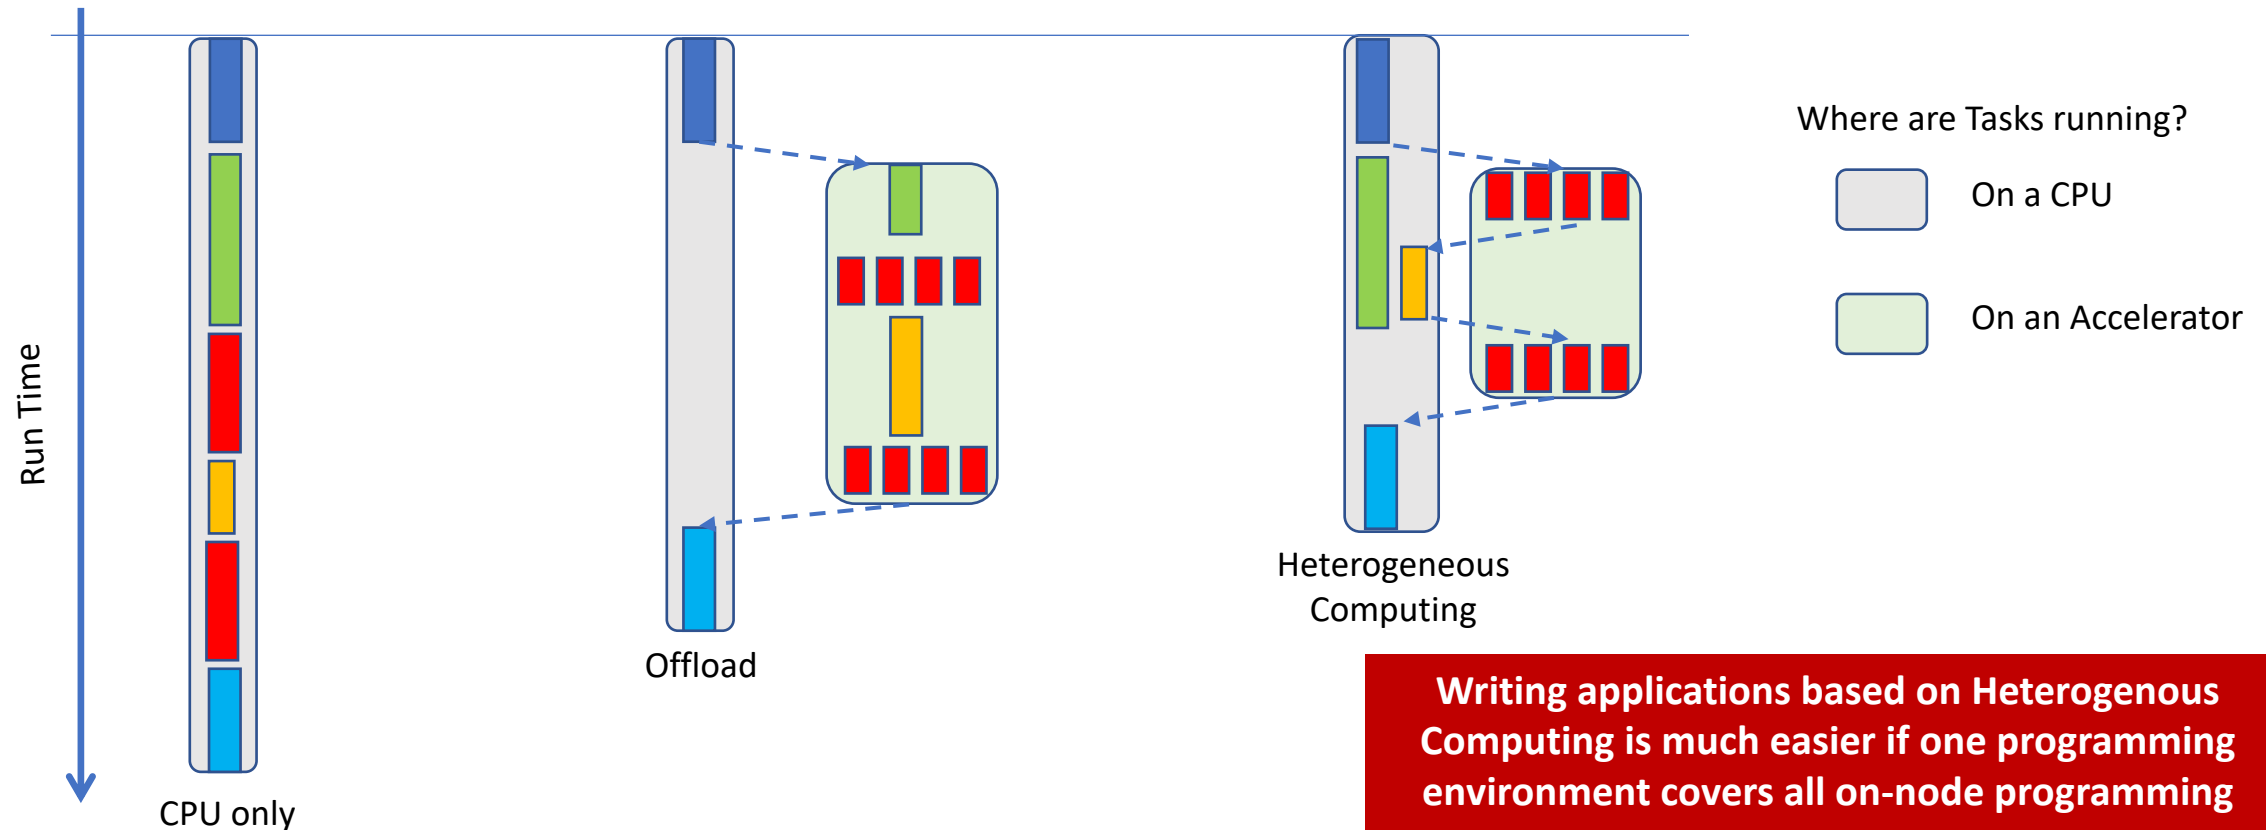 Where are Tasks running?
On a CPU
On an Accelerator
Run Time
CPU only
Offload
Heterogeneous
Computing
Writing applications based on Heterogenous
Computing is much easier if one programming
environment covers all on-node programming